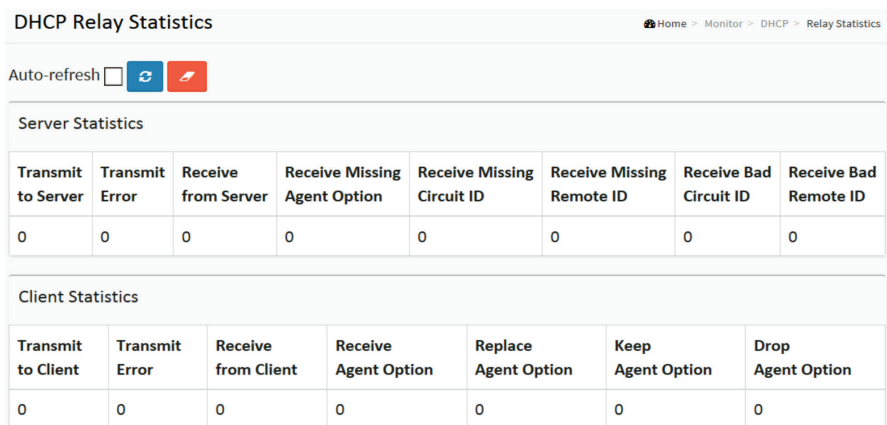 DHCP Relay Statistics
Home > Monitor > DHCP > Relay Statistics
Auto-refresh
Server Statistics
Transmit to Server Transmit Error Receive from Server Receive Missing Agent Option Receive Missing Circuit ID Receive Missing Remote ID Receive Bad Circuit ID Receive Bad Remote ID
0 0 0 0 0 0 0 0
Client Statistics
Transmit to Client Transmit Error Receive from Client Receive Agent Option Replace Agent Option Keep Agent Option Drop Agent Option
0 0 0 0 0 0 0